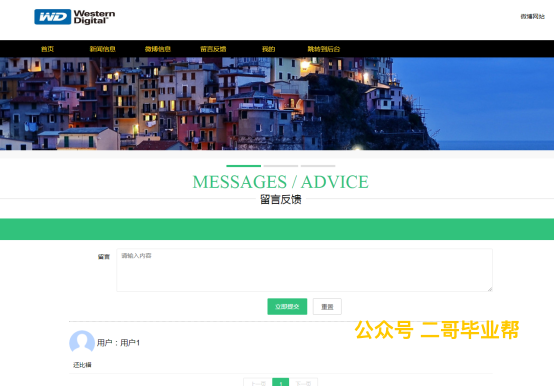 WD Western Digital®
微博网站
首页 新闻信息 微博信息 留言反馈 我的 跳转到后台
MESSAGES / ADVICE
留言反馈
留言 请输入内容
立即提交 重置
公众号 二哥毕业帮
用户：用户1
上一页 1 下一页